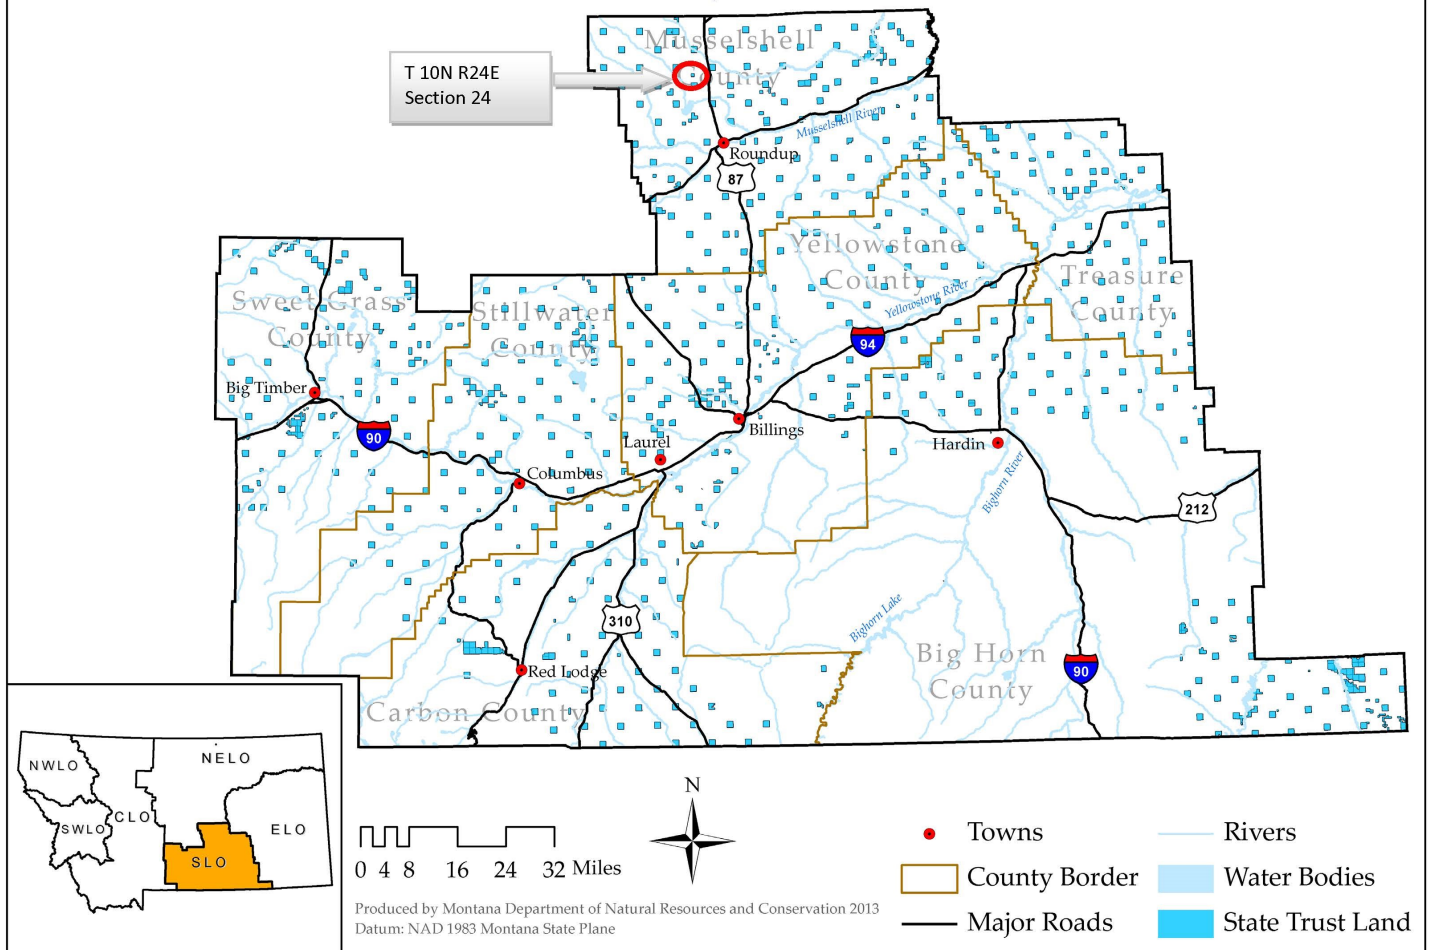 Musselshell
County
T 10N R24E
Section 24
Musselshell River
Roundup
87
Yellowstone
County
Yellowstone River
Treasure
County
Sweet Grass
County
Stillwater
County
94
Big Timber
90
Billings
Laurel
Hardin
Columbus
Bighorn River
212
Bighorn Lake
310
Big Horn
County
90
Red Lodge
Carbon County
NWLO
NELO
CLO
SWLO
ELO
SLO
N
0 4 8 16 24 32 Miles
Produced by Montana Department of Natural Resources and Conservation 2013
Datum: NAD 1983 Montana State Plane
Towns
County Border
Major Roads
Rivers
Water Bodies
State Trust Land